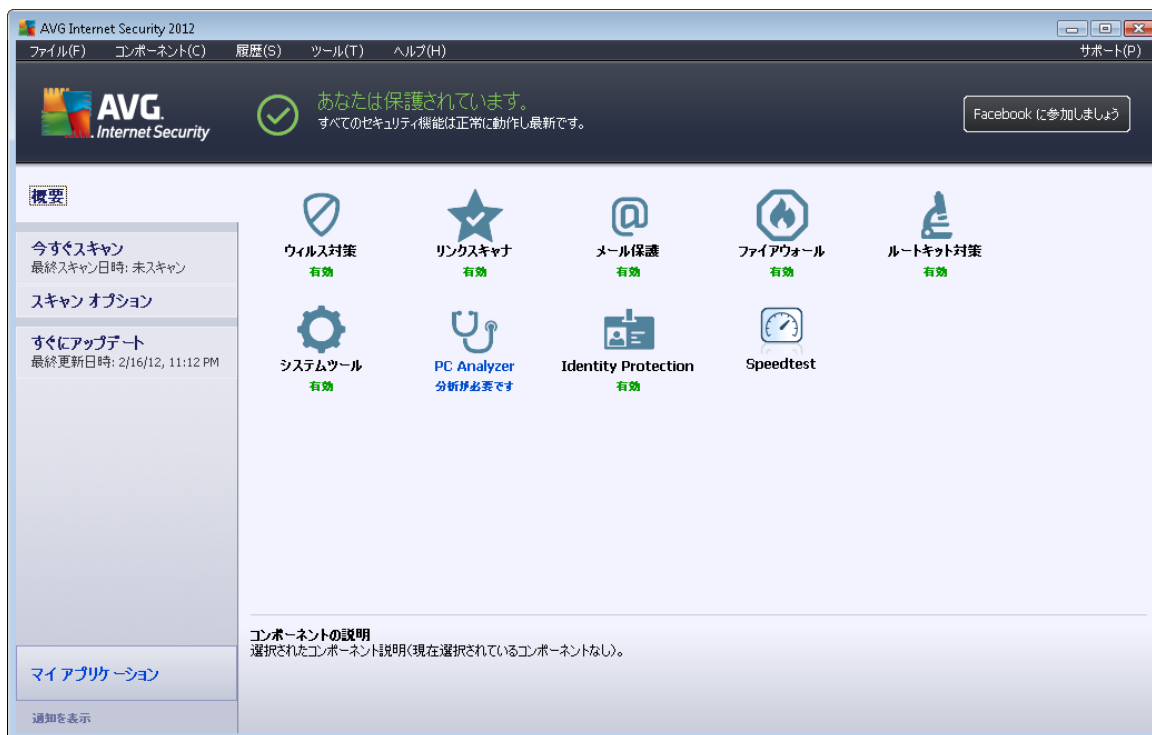 AVG Internet Security 2012
ファイル(F) コンポーネント(C) 履歴(S) ツール(T) ヘルプ(H) サポート(P)
AVG.
Internet Security
あなたは保護されています。
すべてのセキュリティ機能は正常に動作し最新です。
Facebook に参加しましょう
概要
今すぐスキャン
最終スキャン日時: 未スキャン
スキャン オプション
すぐにアップデート
最終更新日時: 2/16/12, 11:12 PM
ウィルス対策
有効
リンクスキャナ
有効
メール保護
有効
ファイアウォール
有効
ルートキット対策
有効
システムツール
有効
PC Analyzer
分析が必要です
Identity Protection
有効
Speedtest
コンポーネントの説明
選択されたコンポーネント説明(現在選択されているコンポーネントなし)。
マイ アプリケーション
通知を表示